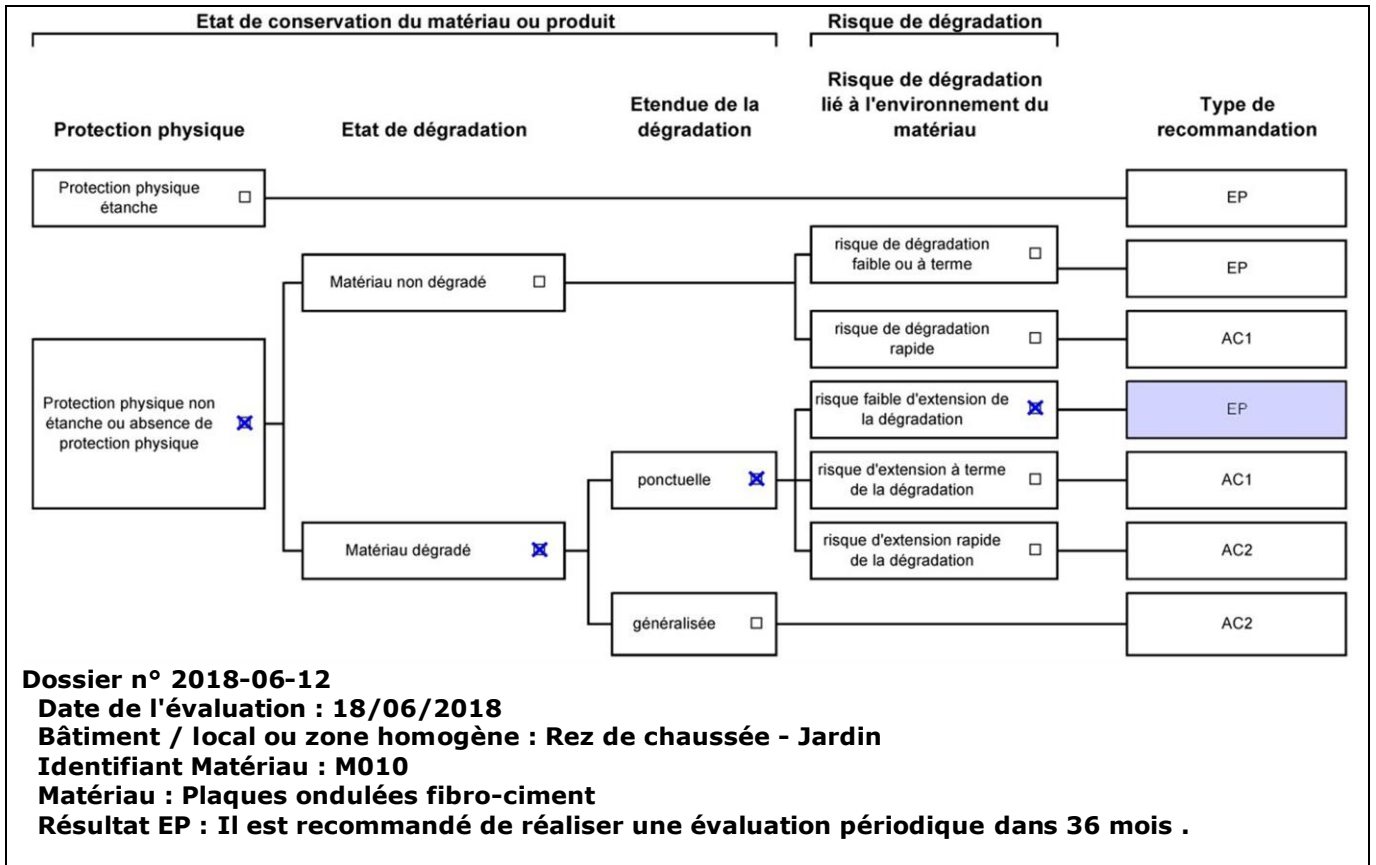 Etat de conservation du matériau ou produit
Risque de dégradation
Protection physique
Etat de dégradation
Etendue de la
dégradation
Risque de dégradation
lié à l'environnement du
matériau
Type de
recommandation
Protection physique
étanche
EP
risque de dégradation
faible ou à terme
EP
Matériau non dégradé
risque de dégradation
rapide
AC1
Protection physique non
étanche ou absence de
protection physique
risque faible d'extension de
la dégradation
EP
ponctuelle
risque d'extension à terme
de la dégradation
AC1
Matériau dégradé
risque d'extension rapide
de la dégradation
AC2
généralisée
AC2
Dossier n° 2018-06-12
Date de l'évaluation : 18/06/2018
Bâtiment / local ou zone homogène : Rez de chaussée - Jardin
Identifiant Matériau : M010
Matériau : Plaques ondulées fibro-ciment
Résultat EP : Il est recommandé de réaliser une évaluation périodique dans 36 mois .